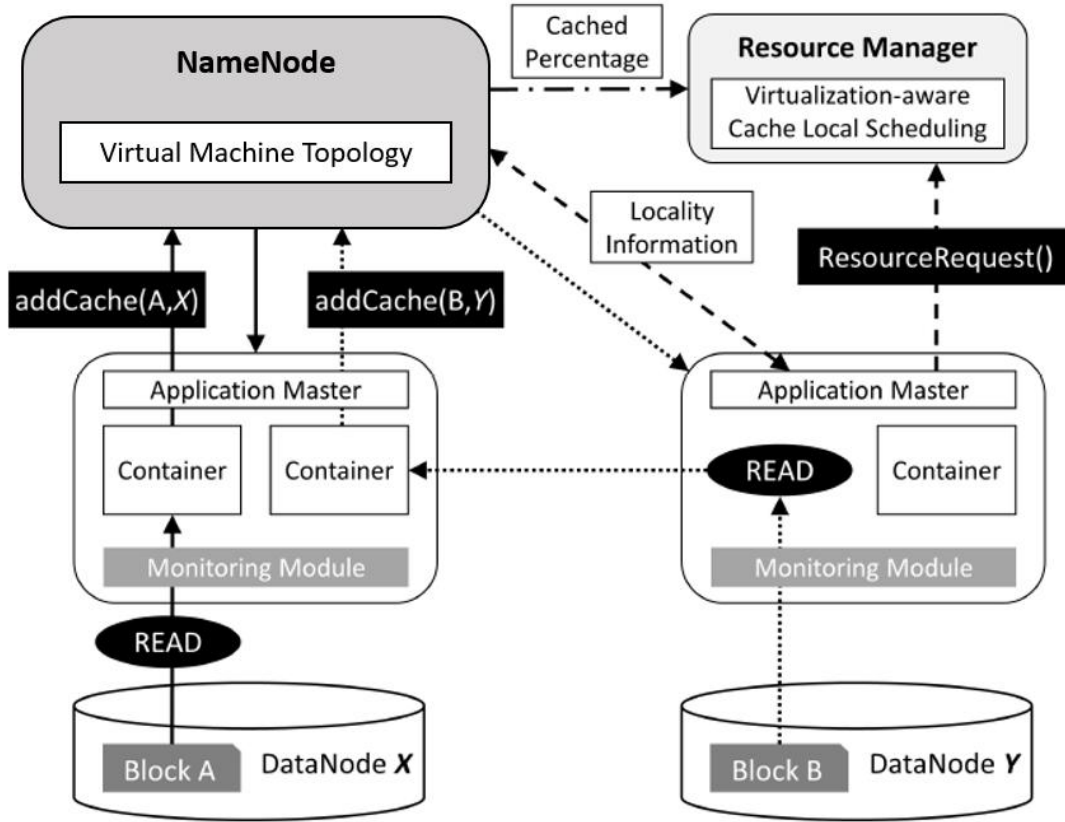 NameNode
Virtual Machine Topology
Cached
Percentage
Resource Manager
Virtualization-aware
Cache Local Scheduling
Locality
Information
addCache(A,X)
addCache(B,Y)
ResourceRequest()
Application Master
Container
Container
Monitoring Module
READ
Block A
DataNode X
Application Master
READ
Container
Monitoring Module
Block B
DataNode Y